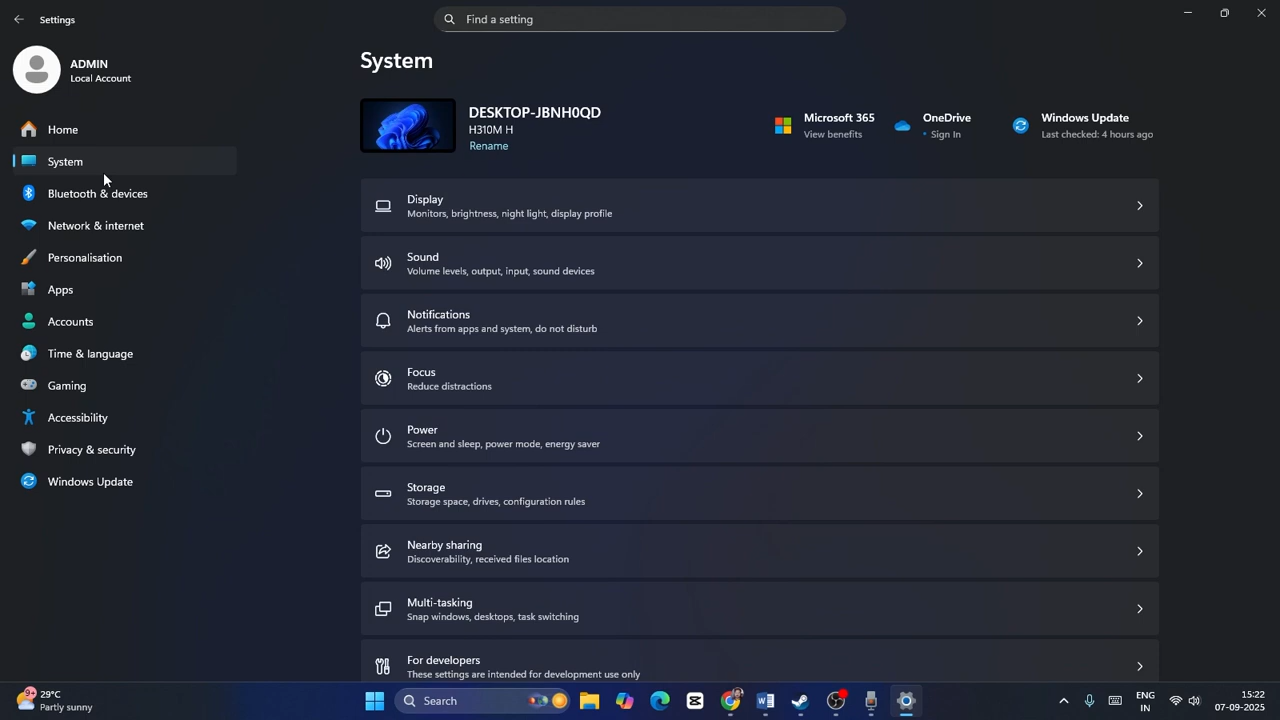 Settings
Find a setting
ADMIN
Local Account
Home
System
Bluetooth & devices
Network & internet
Personalisation
Apps
Accounts
Time & language
Gaming
Accessibility
Privacy & security
Windows Update
System
DESKTOP-JBNH0QD
H310M H
Rename
Microsoft 365
View benefits
OneDrive
• Sign In
Windows Update
Last checked: 4 hours ago
Display
Monitors, brightness, night light, display profile
Sound
Volume levels, output, input, sound devices
Notifications
Alerts from apps and system, do not disturb
Focus
Reduce distractions
Power
Screen and sleep, power mode, energy saver
Storage
Storage space, drives, configuration rules
Nearby sharing
Discoverability, received files location
Multi-tasking
Snap windows, desktops, task switching
For developers
These settings are intended for development use only
9+
29°C
Partly sunny
Search
ENG
IN
15:22
07-09-2025